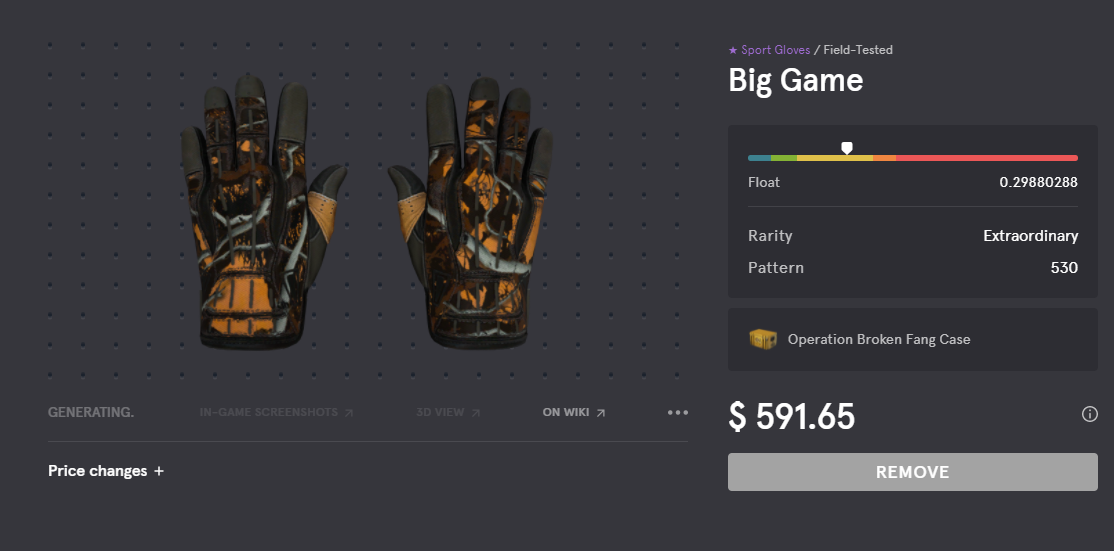 ★ Sport Gloves / Field-Tested
Big Game
Float 0.29880288
Rarity Extraordinary
Pattern 530
Operation Broken Fang Case
GENERATING. IN-GAME SCREENSHOTS 3D VIEW ON WIKI
$ 591.65
Price changes +
REMOVE